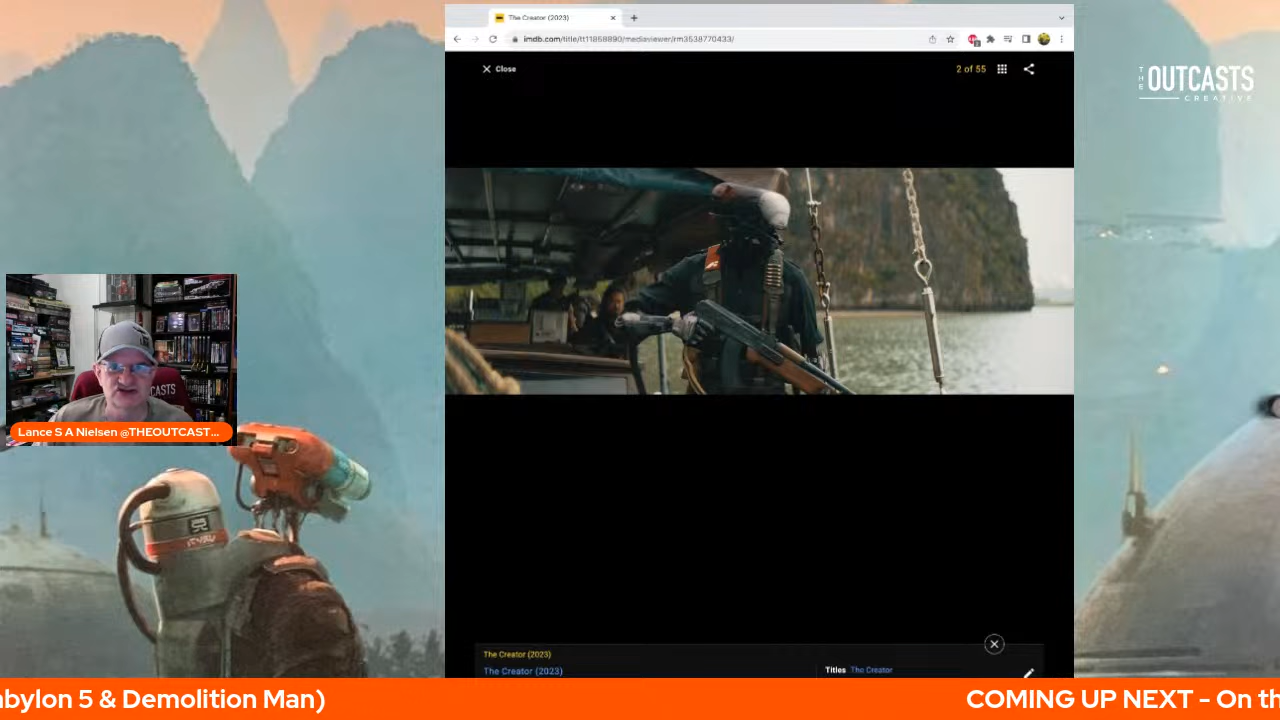 The Creator (2023)
imdb.com/title/tt11858890/mediaviewer/rm3538770433/
Close
2 of 55
THE OUTCASTS
CREATIVE
CASTS
Lance S A Nielsen @THEOUTCAST...
The Creator (2023)
The Creator (2023)
Titles The Creator
abylon 5 & Demolition Man)
COMING UP NEXT - On th